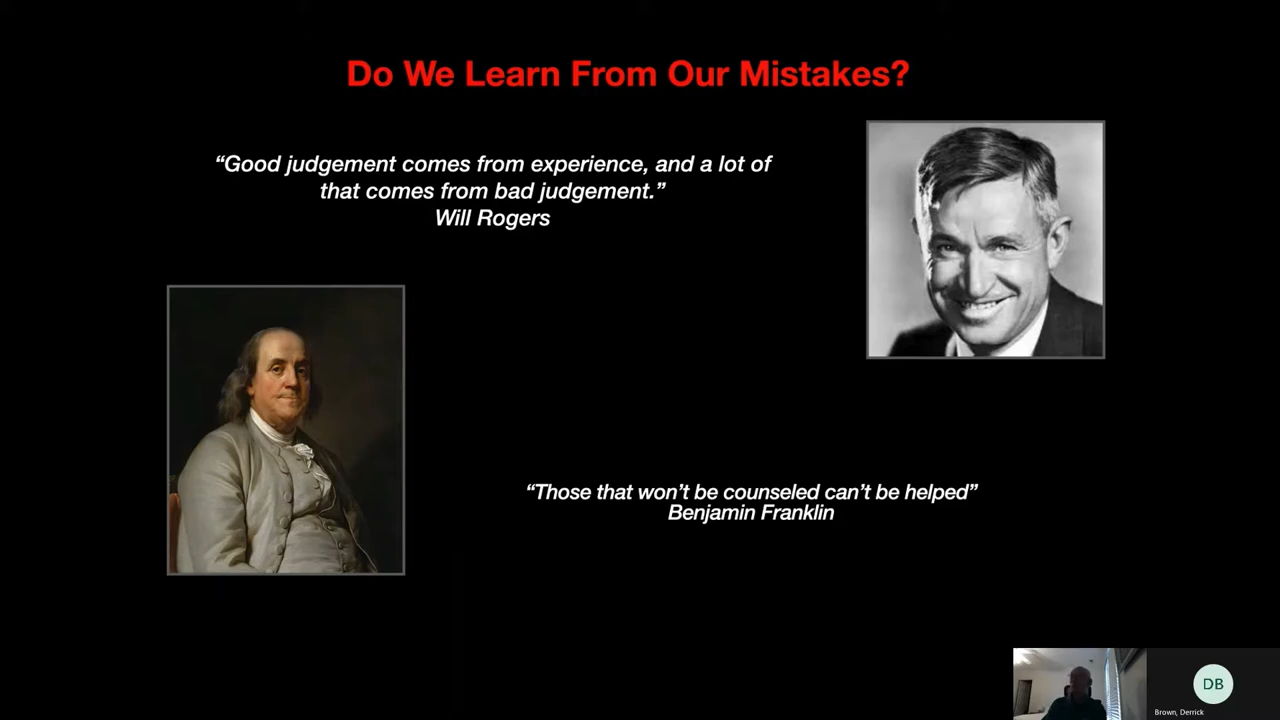 Do We Learn From Our Mistakes?
“Good judgement comes from experience, and a lot of
that comes from bad judgement.”
Will Rogers
“Those that won’t be counseled can’t be helped”
Benjamin Franklin
DB
Brown, Derrick